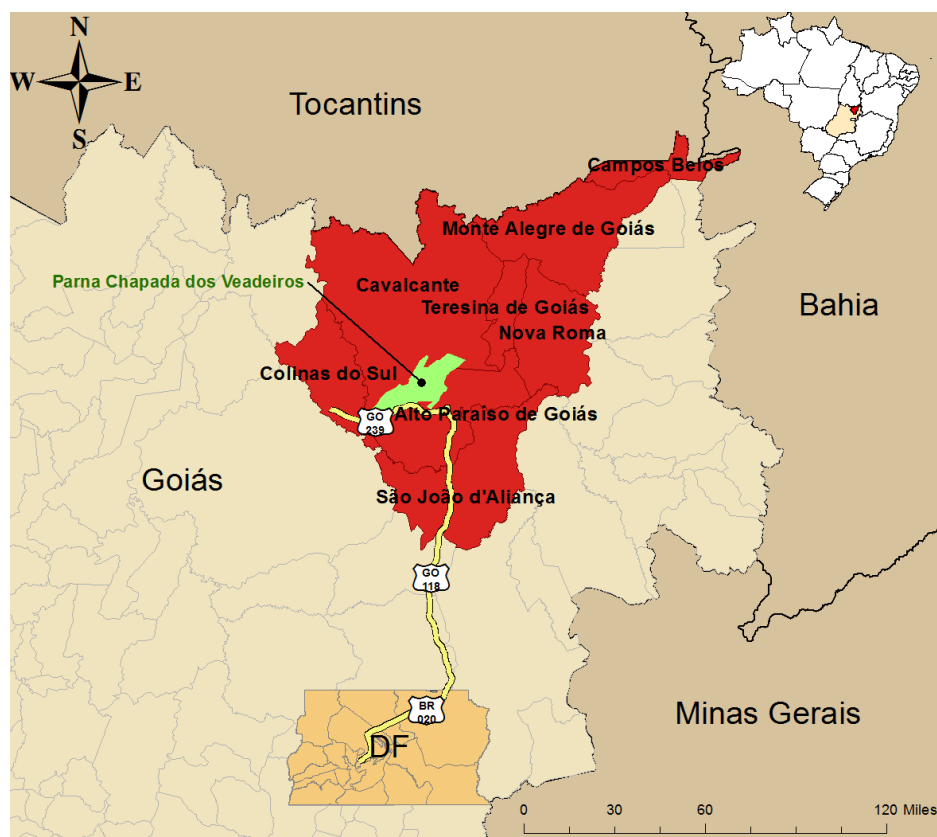 N
W E
S
Tocantins
Campos Belos
Monte Alegre de Goiás
Parna Chapada dos Veadeiros
Cavalcante
Teresina de Goiás
Bahia
Nova Roma
Colinas do Sul
Alto Paraiso de Goiás
GO
239
Goiás
São João d'Aliança
GO
118
BR
020
Minas Gerais
DF
0 30 60 120 Miles